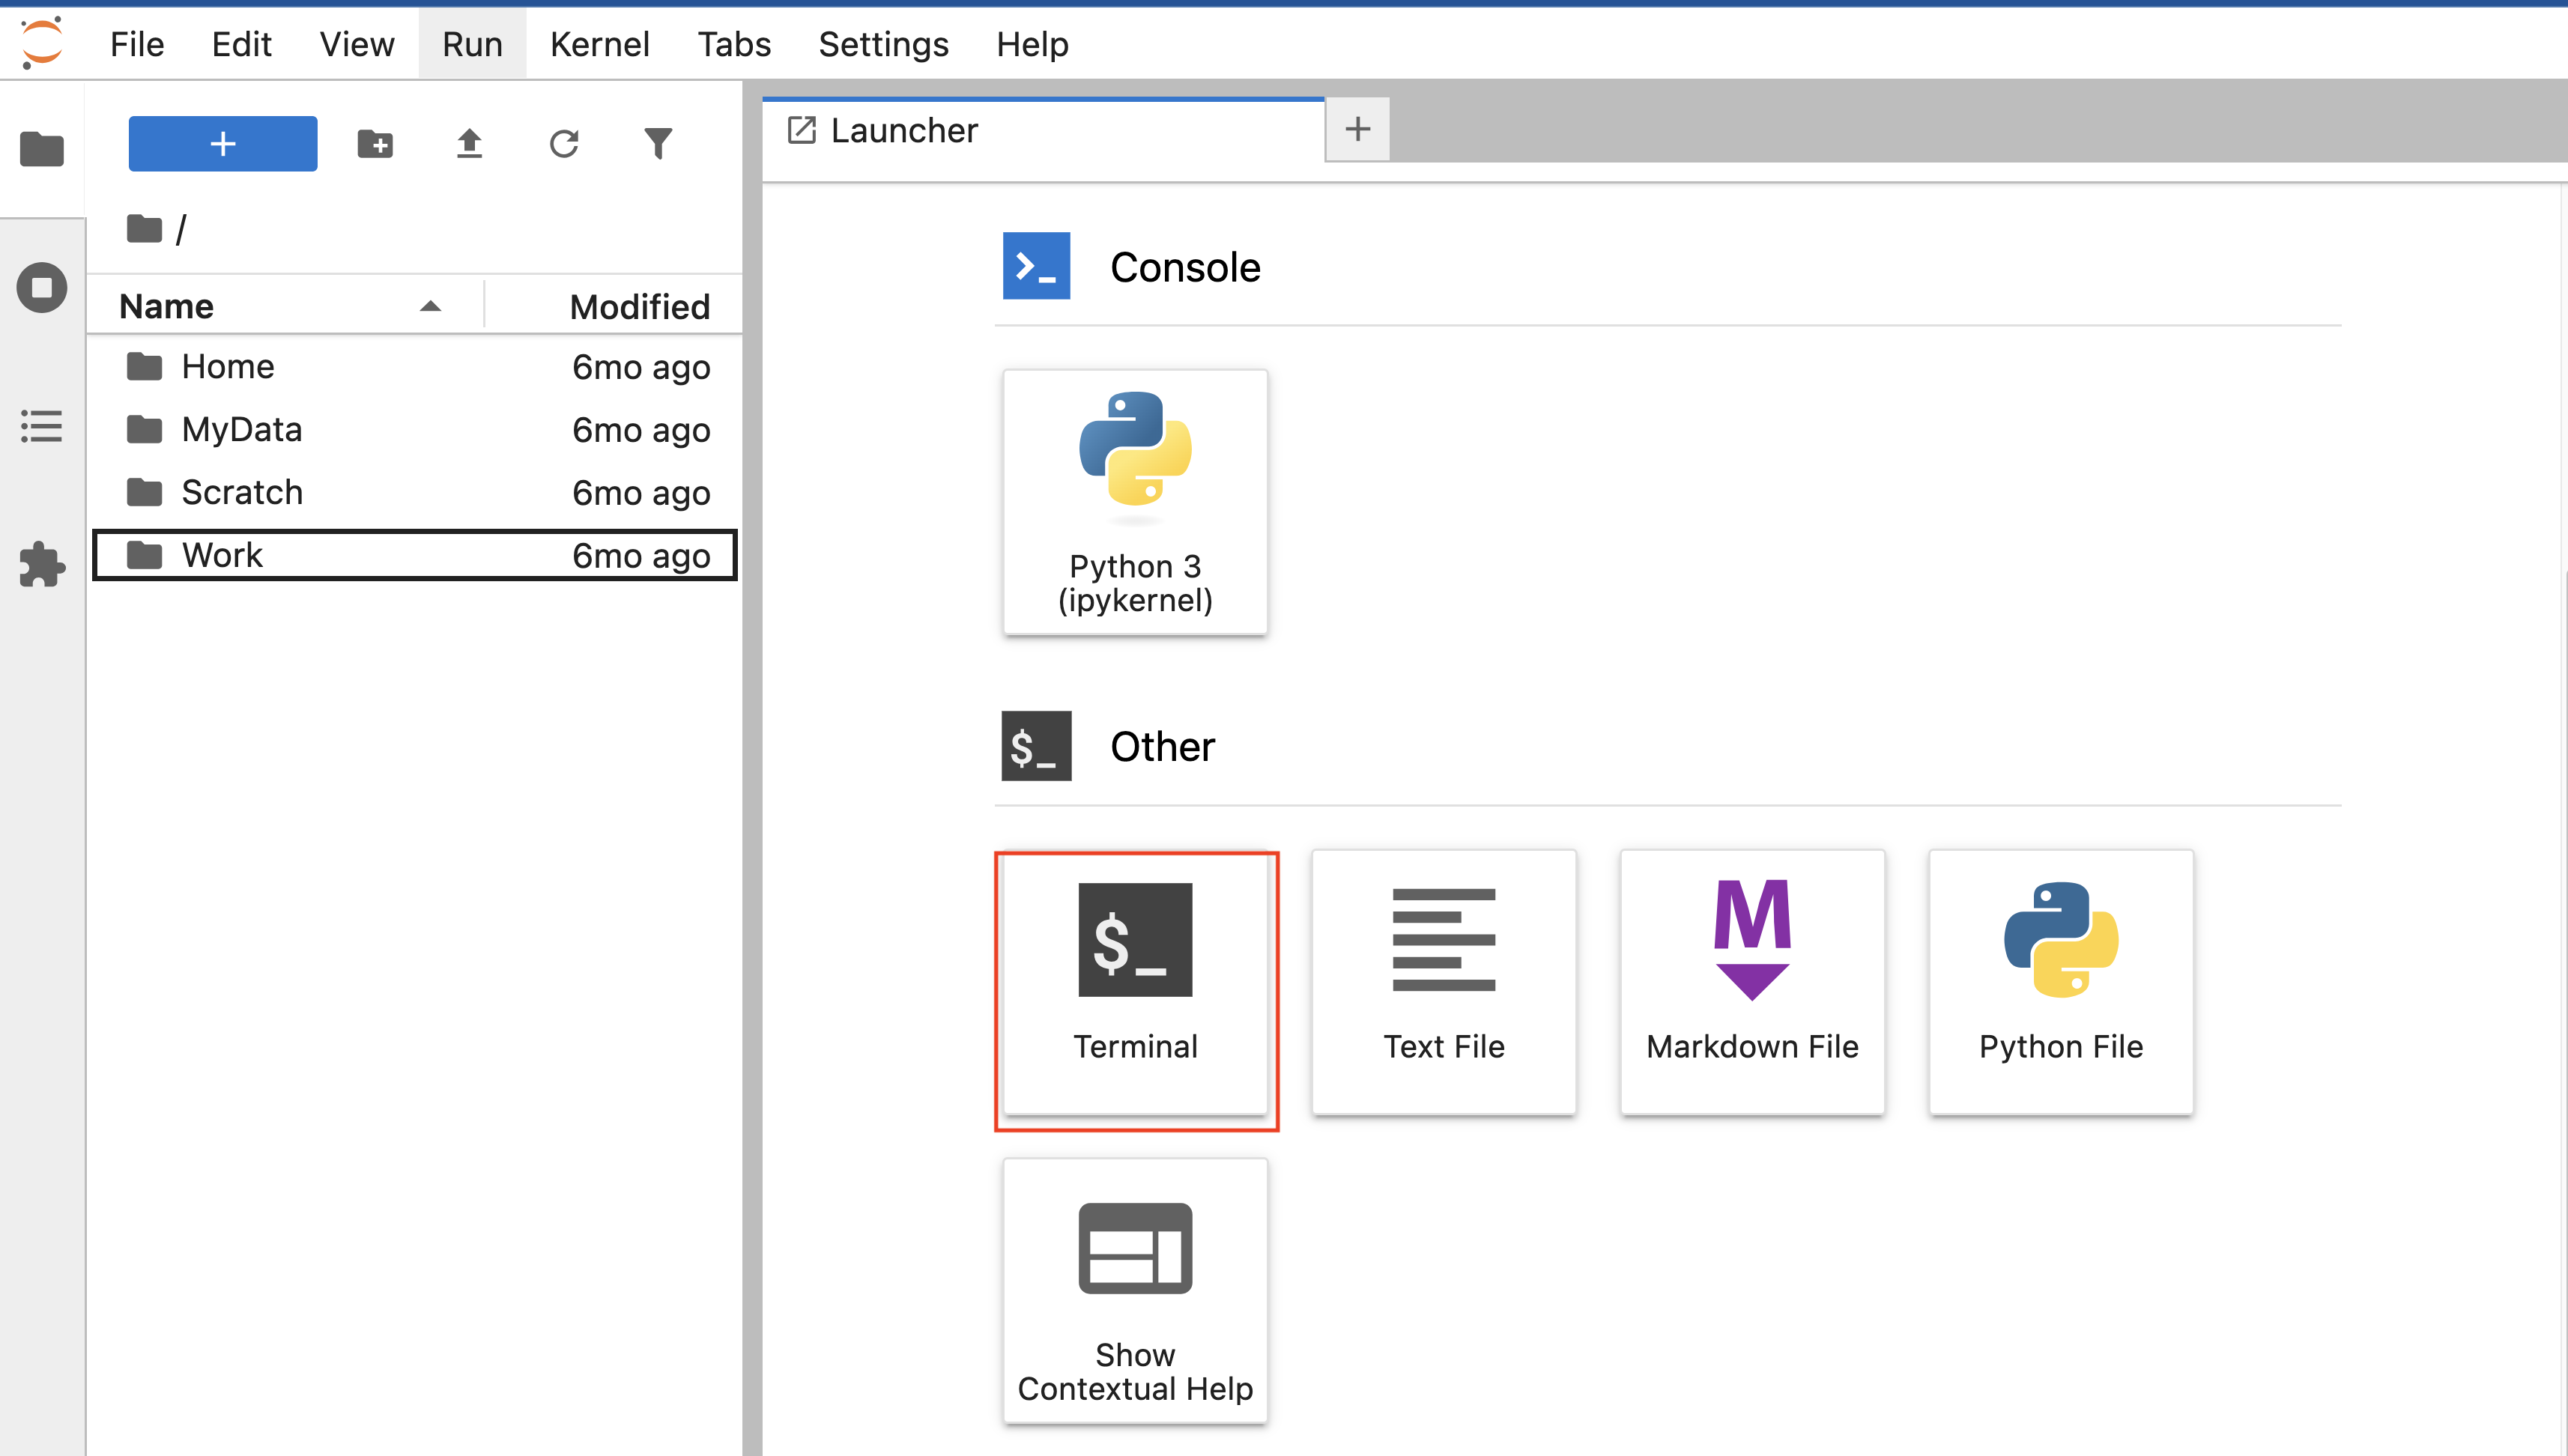 File Edit View Run Kernel Tabs Settings Help
Launcher
/
Name Modified
Home 6mo ago
MyData 6mo ago
Scratch 6mo ago
Work 6mo ago
Console
Python 3
(ipykernel)
$_ Other
$_
Terminal
Text File
M
Markdown File
Python File
Show
Contextual Help